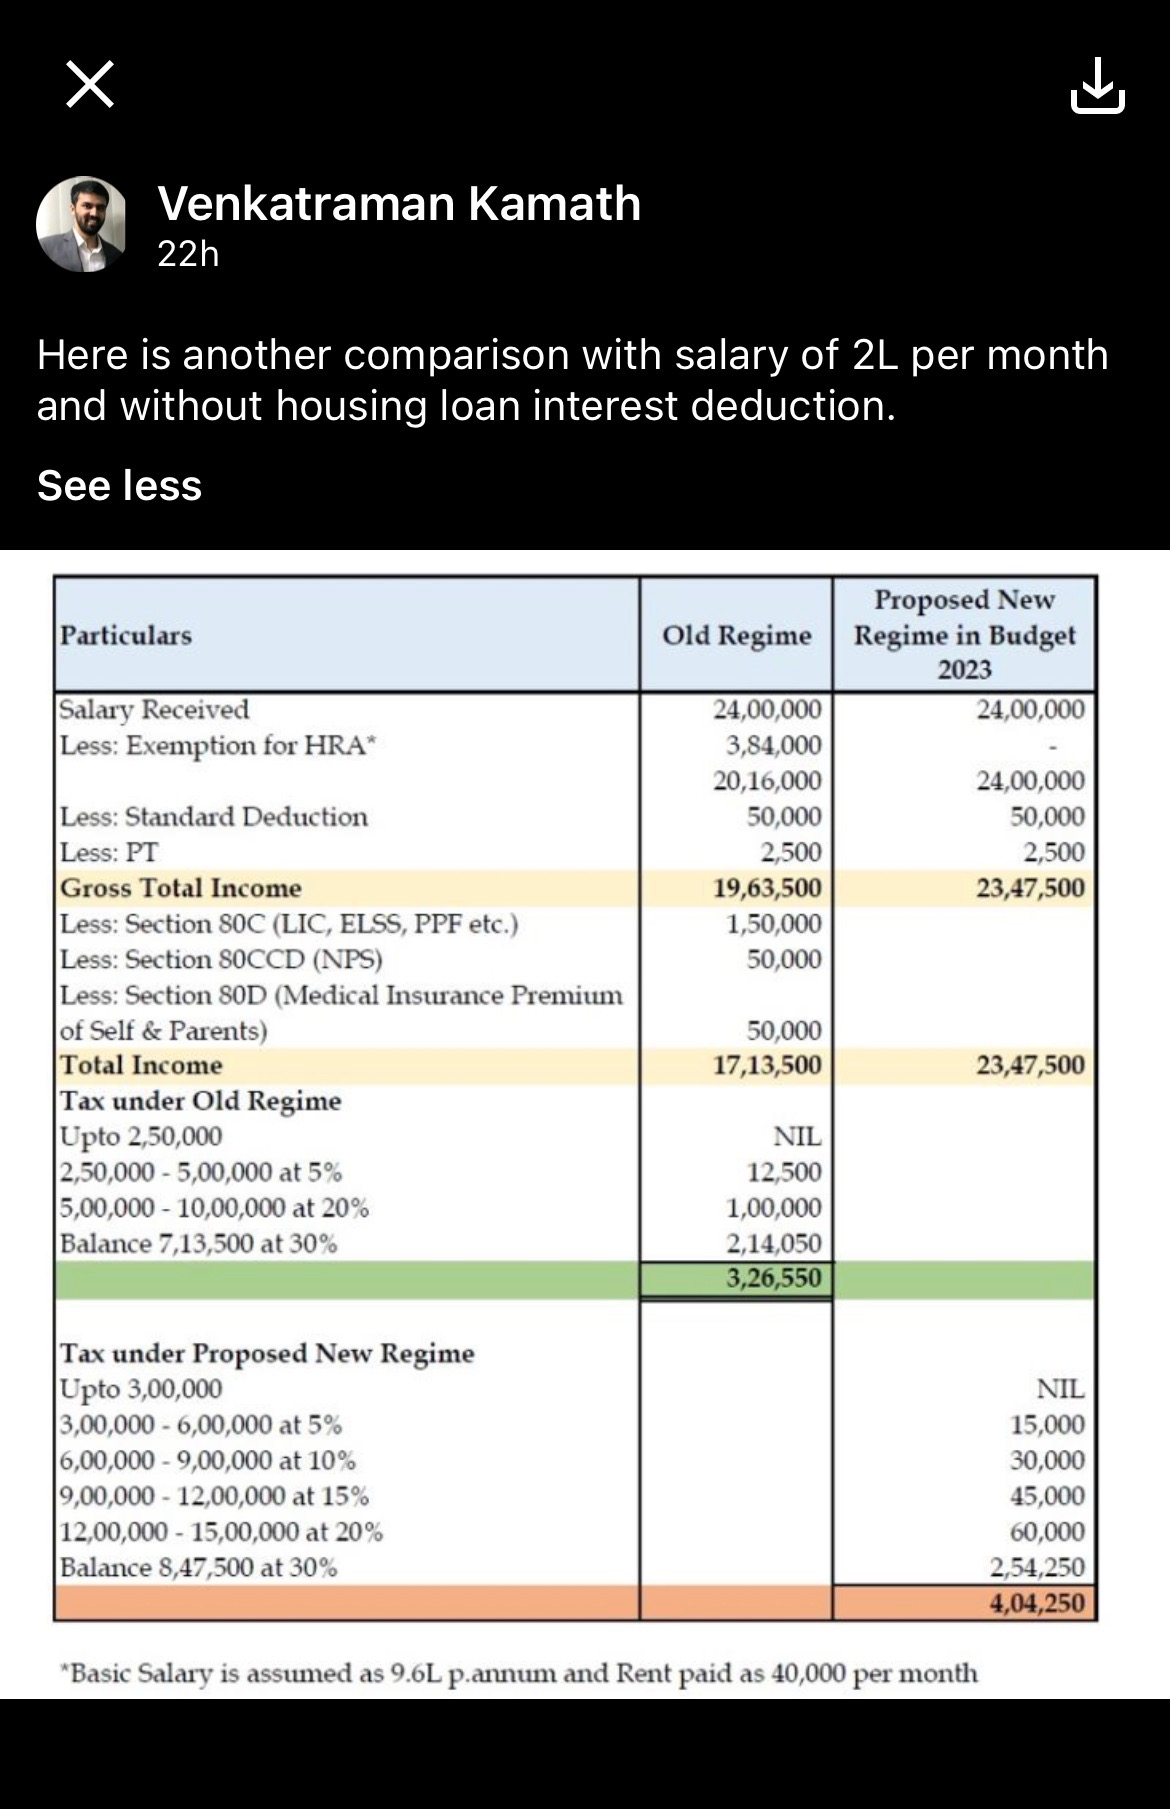 Venkatraman Kamath
22h
Here is another comparison with salary of 2L per month
and without housing loan interest deduction.
See less
Particulars Old Regime Proposed New Regime in Budget 2023
Salary Received 24,00,000 24,00,000
Less: Exemption for HRA* 3,84,000 -
20,16,000 24,00,000
Less: Standard Deduction 50,000 50,000
Less: PT 2,500 2,500
Gross Total Income 19,63,500 23,47,500
Less: Section 80C (LIC, ELSS, PPF etc.) 1,50,000
Less: Section 80CCD (NPS) 50,000
Less: Section 80D (Medical Insurance Premium
of Self & Parents) 50,000
Total Income 17,13,500 23,47,500
Tax under Old Regime
Upto 2,50,000 NIL
2,50,000 - 5,00,000 at 5% 12,500
5,00,000 - 10,00,000 at 20% 1,00,000
Balance 7,13,500 at 30% 2,14,050
3,26,550
Tax under Proposed New Regime
Upto 3,00,000 NIL
3,00,000 - 6,00,000 at 5% 15,000
6,00,000 - 9,00,000 at 10% 30,000
9,00,000 - 12,00,000 at 15% 45,000
12,00,000 - 15,00,000 at 20% 60,000
Balance 8,47,500 at 30% 2,54,250
4,04,250
*Basic Salary is assumed as 9.6L p.annum and Rent paid as 40,000 per month